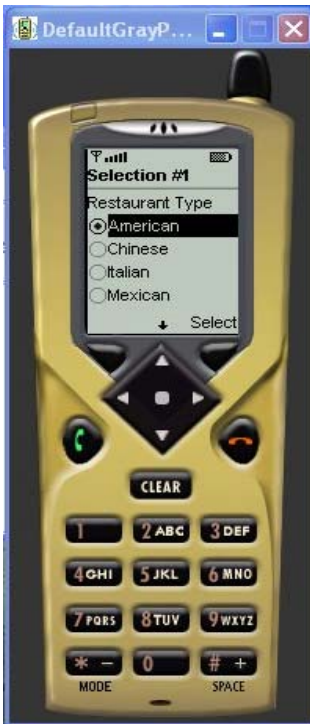 DefaultGrayP...
Selection #1
Restaurant Type
American
Chinese
Italian
Mexican
Select
CLEAR
1 2 ABC 3 DEF
4 GHI 5 JKL 6 MNO
7 PQRS 8 TUV 9 WXYZ
* - 0 # +
MODE SPACE